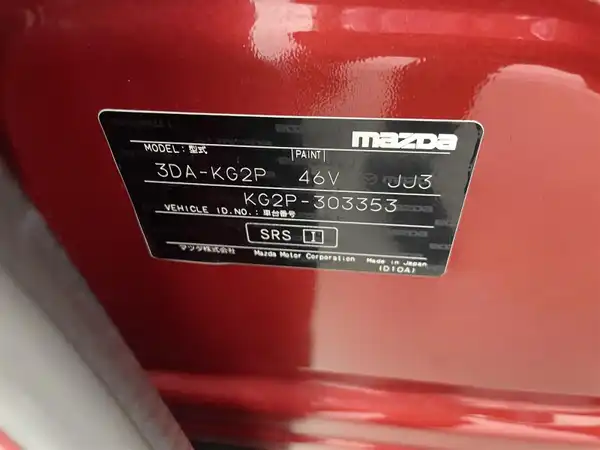 mazda
MODEL: 型式 PAINT
3DA-KG2P 46V JJ3
KG2P-303353
VEHICLE ID.NO.: 車台番号
SRS I
マツダ株式会社 Mazda Motor Corporation Made in Japan
(D10A)